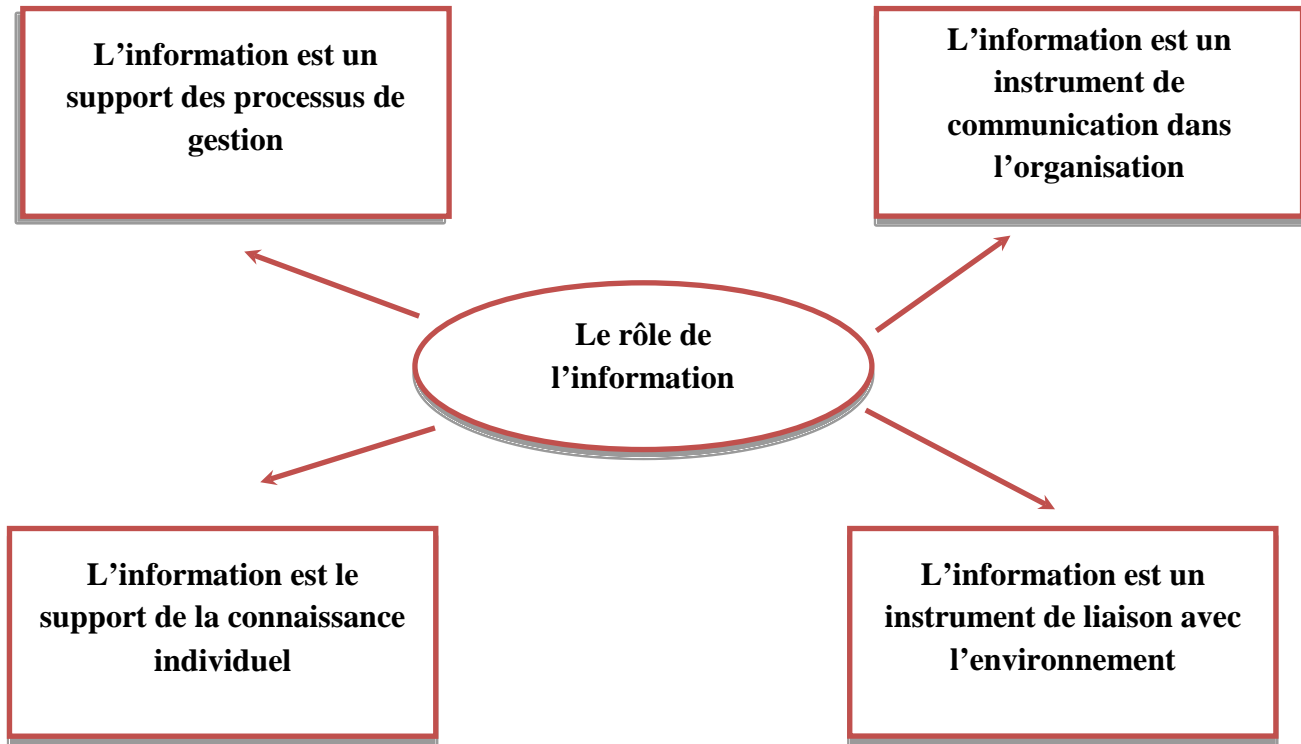 L’information est un
support des processus de
gestion
L’information est un
instrument de
communication dans
l’organisation
Le rôle de
l’information
L’information est le
support de la connaissance
individuel
L’information est un
instrument de liaison avec
l’environnement